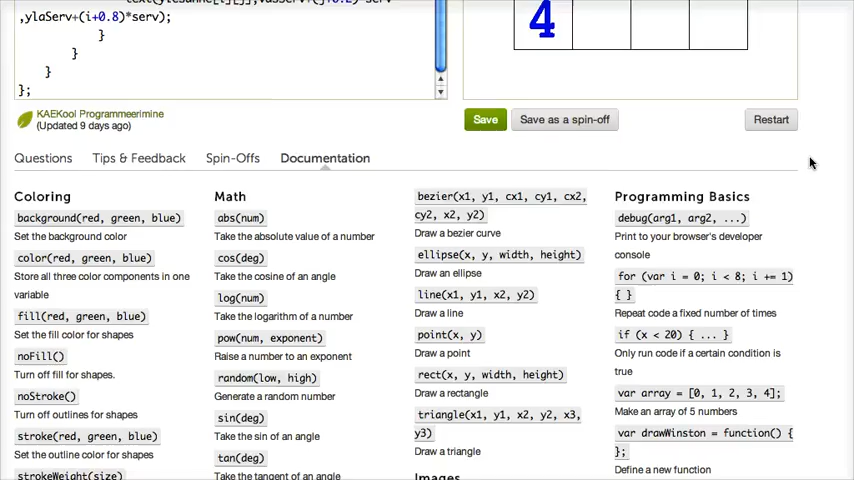 ,ylaServ+(i+0.8)*serv);
}
}
}
};
4
KAEKool Programmeerimine
(Updated 9 days ago)
Save
Save as a spin-off
Restart
Questions
Tips & Feedback
Spin-Offs
Documentation
Coloring
background(red, green, blue)
Set the background color
color(red, green, blue)
Store all three color components in one
variable
fill(red, green, blue)
Set the fill color for shapes
noFill()
Turn off fill for shapes.
noStroke()
Turn off outlines for shapes
stroke(red, green, blue)
Set the outline color for shapes
strokeWeight(size)
Math
abs(num)
Take the absolute value of a number
cos(deg)
Take the cosine of an angle
log(num)
Take the logarithm of a number
pow(num, exponent)
Raise a number to an exponent
random(low, high)
Generate a random number
sin(deg)
Take the sin of an angle
tan(deg)
Take the tangent of an angle
bezier(x1, y1, cx1, cy1, cx2,
cy2, x2, y2)
Draw a bezier curve
ellipse(x, y, width, height)
Draw an ellipse
line(x1, y1, x2, y2)
Draw a line
point(x, y)
Draw a point
rect(x, y, width, height)
Draw a rectangle
triangle(x1, y1, x2, y2, x3,
y3)
Draw a triangle
Images
Programming Basics
debug(arg1, arg2, ...)
Print to your browser's developer
console
for (var i = 0; i < 8; i += 1)
{ }
Repeat code a fixed number of times
if (x < 20) { ... }
Only run code if a certain condition is
true
var array = [0, 1, 2, 3, 4];
Make an array of 5 numbers
var drawWinston = function() {
};
Define a new function